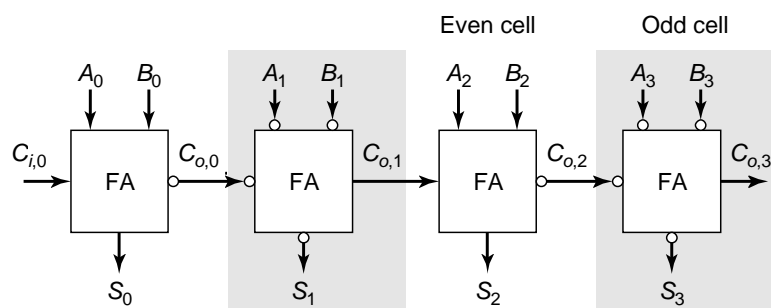 Even cell Odd cell
A0 B0 A1 B1 A2 B2 A3 B3
Ci,0 Co,0 Co,1 Co,2 Co,3
FA FA FA FA
S0 S1 S2 S3